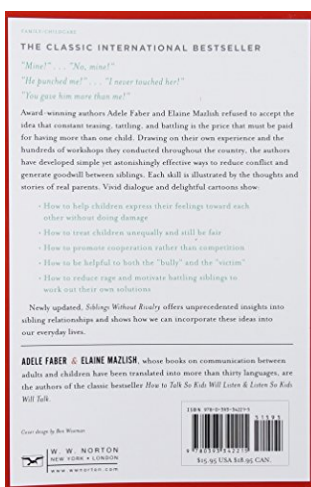 FAMILY/CHILDCARE
THE CLASSIC INTERNATIONAL BESTSELLER
"Mine!" . . . "No, mine!"
"He punched me!" . . . "I never touched her!"
"You gave him more than me!"
Award-winning authors Adele Faber and Elaine Mazlish refused to accept the
idea that constant teasing, tattling, and battling is the price that must be paid
for having more than one child. Drawing on their own experience and the
hundreds of workshops they conducted throughout the country, the authors
have developed simple yet astonishingly effective ways to reduce conflict and
generate goodwill between siblings. Each skill is illustrated by the thoughts and
stories of real parents. Vivid dialogue and delightful cartoons show:
• How to help children express their feelings toward each
other without doing damage
• How to treat children unequally and still be fair
• How to promote cooperation rather than competition
• How to be helpful to both the "bully" and the "victim"
• How to reduce rage and motivate battling siblings to
work out their own solutions
Newly updated, Siblings Without Rivalry offers unprecedented insights into
sibling relationships and shows how we can incorporate these ideas into
our everyday lives.
ADELE FABER & ELAINE MAZLISH, whose books on communication between
adults and children have been translated into more than thirty languages, are
the authors of the classic bestseller How to Talk So Kids Will Listen & Listen So Kids
Will Talk.
Cover design by Ben Wiseman
W. W. NORTON
NEW YORK • LONDON
www.wwnorton.com
ISBN 978-0-393-34221-5
51595
9 780393 342215
$15.95 USA $18.95 CAN.